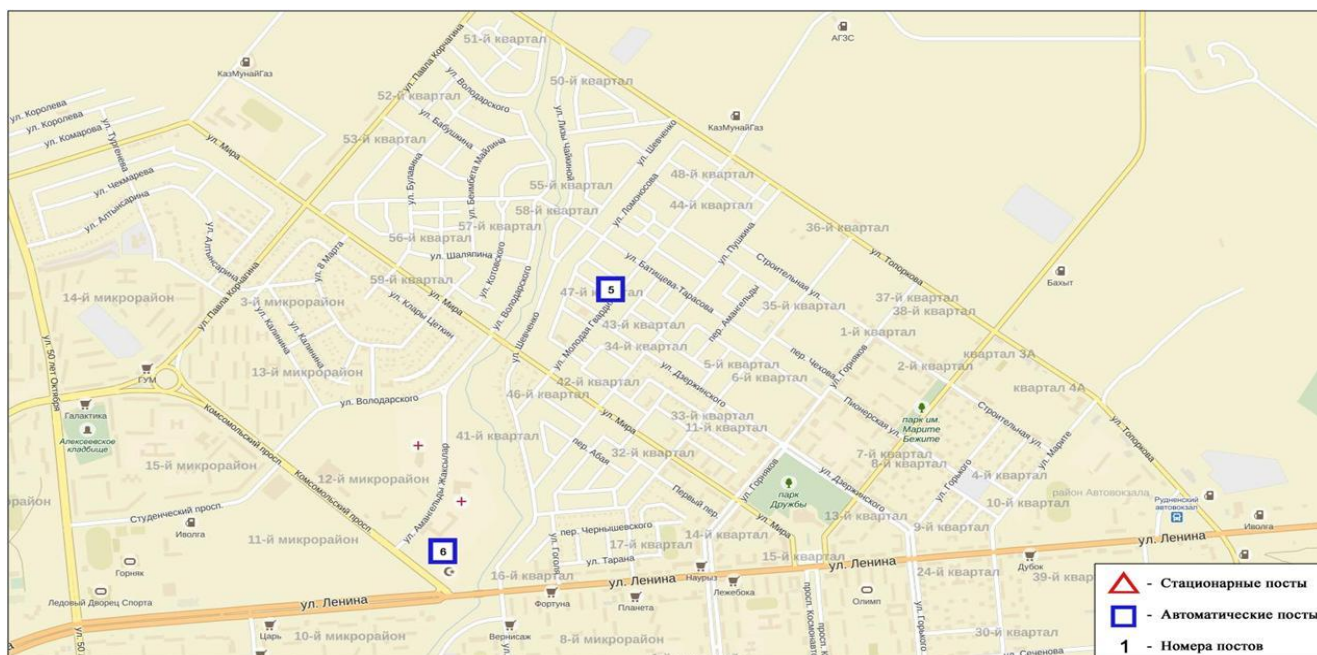 51-й квартал
ул. Павла Корчагина
АГЗС
КазМунайГаз
ул. Володарского
50-й квартал
52-й квартал
ул. Королева
ул. Королева
ул. Комарова
ул. Тургенева
ул. Бабушкина
ул. Лизы Чайкиной
КазМунайГаз
53-й квартал
ул. Мира
ул. Шевченко
ул. Беимбета Майлина
ул. Булавина
ул. Чекмарева
55-й квартал
48-й квартал
ул. Ломоносова
ул. Алтынсарина
58-й квартал
44-й квартал
57-й квартал
36-й квартал
ул. Алтынсарина
56-й квартал
ул. Пушкина
ул. 8 Марта
ул. Шаляпина
ул. Котовского
ул. Батищева-Тарасова
Строительная ул.
ул. Топоркова
ул. Павла Корчагина
59-й квартал
Бахыт
14-й микрорайон
3-й микрорайон
ул. Мира
ул. Володарского
47-й квартал
5
35-й квартал
37-й квартал
38-й квартал
ул. Клары Цеткин
ул. Калинина
ул. Калинина
ул. Шевченко
43-й квартал
пер. Амангельды
1-й квартал
34-й квартал
ул. 50 лет Октября
квартал 3А
ГУМ
13-й микрорайон
5-й квартал
6-й квартал
пер. Чехова
ул. Горняков
2-й квартал
42-й квартал
ул. Дзержинского
квартал 4А
46-й квартал
ул. Володарского
Галактика
Комсомольский просп.
Алексеевское
кладбище
33-й квартал
11-й квартал
Пионерская ул.
парк им.
Марите
Бежите
Строительная ул.
ул. Топоркова
41-й квартал
ул. Мира
пер. Абая
32-й квартал
7-й квартал
8-й квартал
ул. Марите
15-й микрорайон
12-й микрорайон
Комсомольский просп.
ул. Амангельды Жаксылар
ул. Горняков
парк
Дружбы
ул. Дзержинского
ул. Горького
4-й квартал
10-й квартал
район Автовокзала
Рудненский
автовокзал
Первый пер.
ул. Мира
Студенческий просп.
Иволга
пер. Чернышевского
13-й квартал
9-й квартал
Иволга
11-й микрорайон
6
ул. Гоголя
17-й квартал
14-й квартал
ул. Тарана
15-й квартал
ул. Ленина
Горняк
16-й квартал
ул. Ленина
Наурыз
ул. Ленина
24-й квартал
Дубок
Ледовый Дворец Спорта
ул. Ленина
Фортуна
Планета
Лежебока
Олимп
Царь
10-й микрорайон
Вернисаж
8-й микрорайон
ул. Горького
30-й квартал
- Стационарные посты
- Автоматические посты
1 - Номера постов